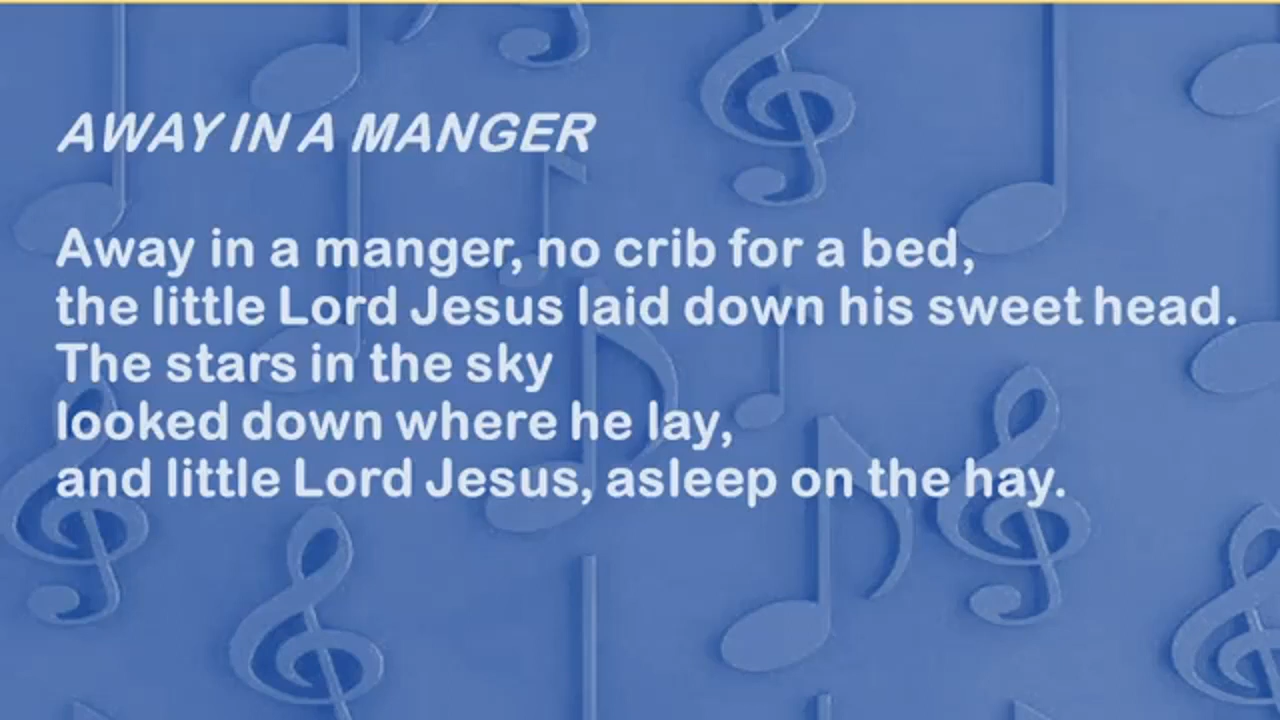 AWAY IN A MANGER
Away in a manger, no crib for a bed,
the little Lord Jesus laid down his sweet head.
The stars in the sky
looked down where he lay,
and little Lord Jesus, asleep on the hay.